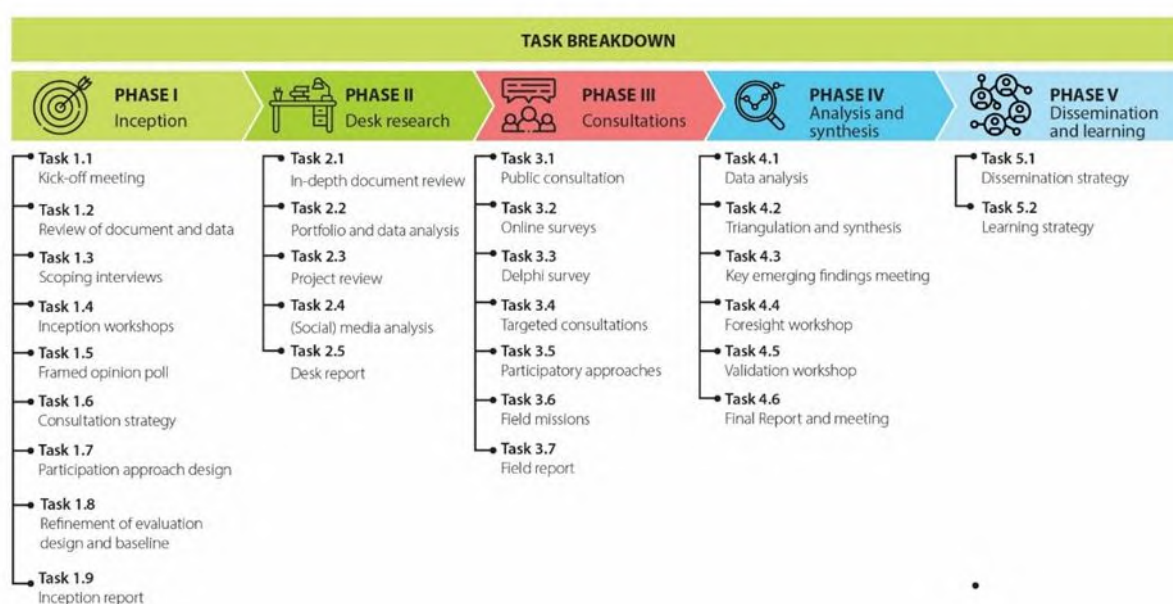 TASK BREAKDOWN
PHASE I
Inception
PHASE II
Desk research
PHASE III
Consultations
PHASE IV
Analysis and
synthesis
PHASE V
Dissemination
and learning
Task 1.1
Kick-off meeting
Task 1.2
Review of document and data
Task 1.3
Scoping interviews
Task 1.4
Inception workshops
Task 1.5
Framed opinion poll
Task 1.6
Consultation strategy
Task 1.7
Participation approach design
Task 1.8
Refinement of evaluation
design and baseline
Task 1.9
Inception report
Task 2.1
In-depth document review
Task 2.2
Portfolio and data analysis
Task 2.3
Project review
Task 2.4
(Social) media analysis
Task 2.5
Desk report
Task 3.1
Public consultation
Task 3.2
Online surveys
Task 3.3
Delphi survey
Task 3.4
Targeted consultations
Task 3.5
Participatory approaches
Task 3.6
Field missions
Task 3.7
Field report
Task 4.1
Data analysis
Task 4.2
Triangulation and synthesis
Task 4.3
Key emerging findings meeting
Task 4.4
Foresight workshop
Task 4.5
Validation workshop
Task 4.6
Final Report and meeting
Task 5.1
Dissemination strategy
Task 5.2
Learning strategy